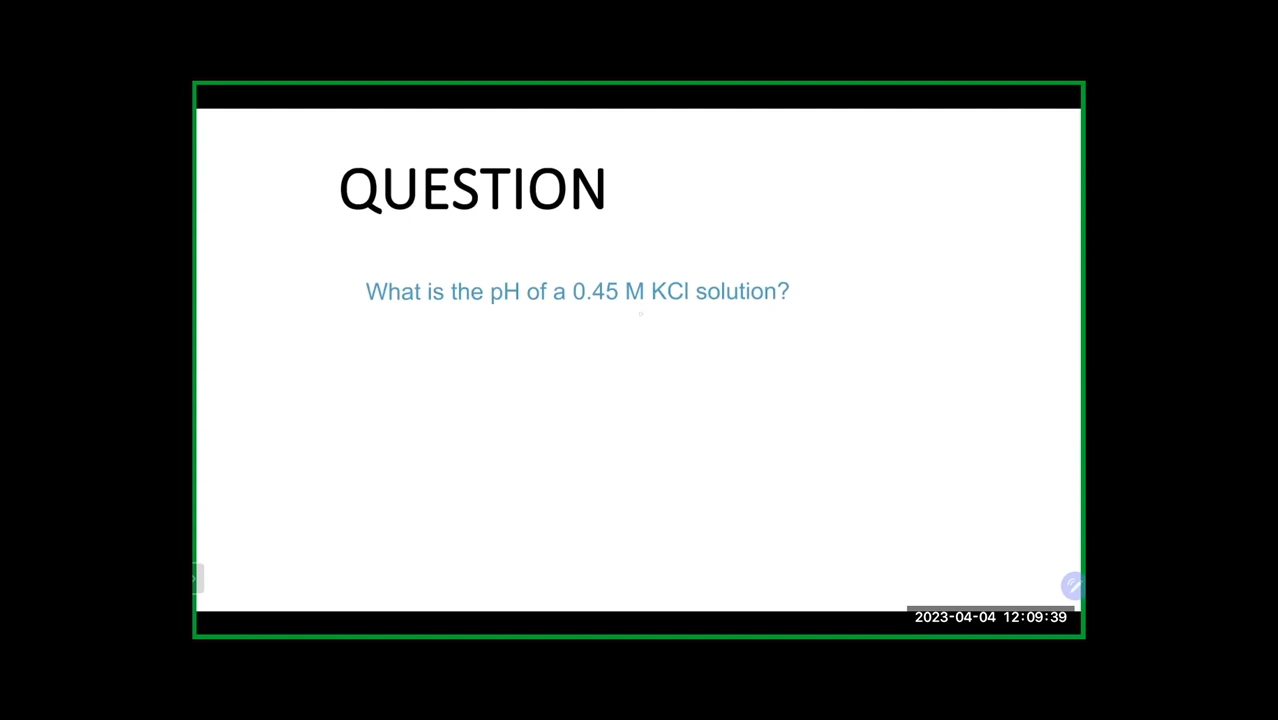 QUESTION
What is the pH of a 0.45 M KCl solution?
2023-04-04 12:09:39